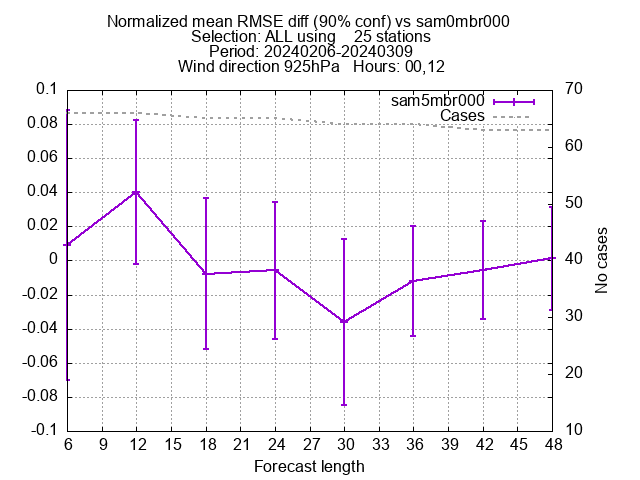 Normalized mean RMSE diff (90% conf) vs sam0mbr000
Selection: ALL using    25 stations
Period: 20240206-20240309
Wind direction 925hPa   Hours: 00,12
sam5mbr000
Cases
0.1
0.08
0.06
0.04
0.02
0
-0.02
-0.04
-0.06
-0.08
-0.1
70
60
50
40
30
20
10
No cases
6 9 12 15 18 21 24 27 30 33 36 39 42 45 48
Forecast length